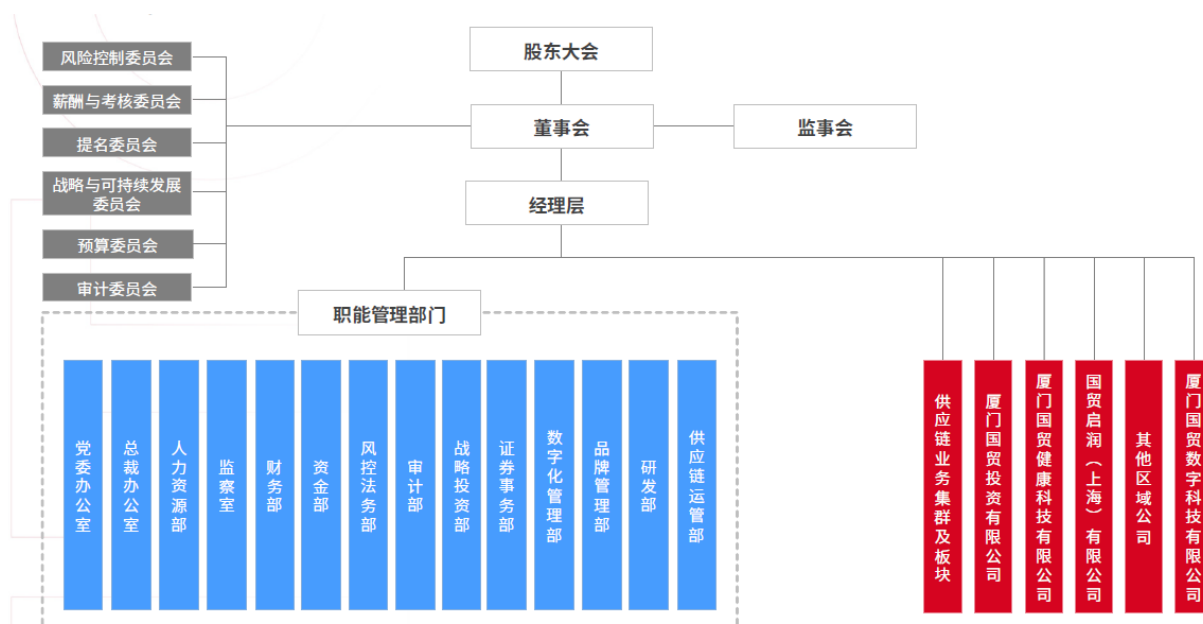 股东大会
董事会
监事会
经理层
风险控制委员会
薪酬与考核委员会
提名委员会
战略与可持续发展
委员会
预算委员会
审计委员会
职能管理部门
党委办公室
总裁办公室
人力资源部
监察室
财务部
资金部
风控法务部
审计部
战略投资部
证券事务部
数字化管理部
品牌管理部
研发部
供应链运管部
供应链业务集群及板块
厦门国贸投资有限公司
厦门国贸健康科技有限公司
国贸启润（上海）有限公司
其他区域公司
厦门国贸数字科技有限公司